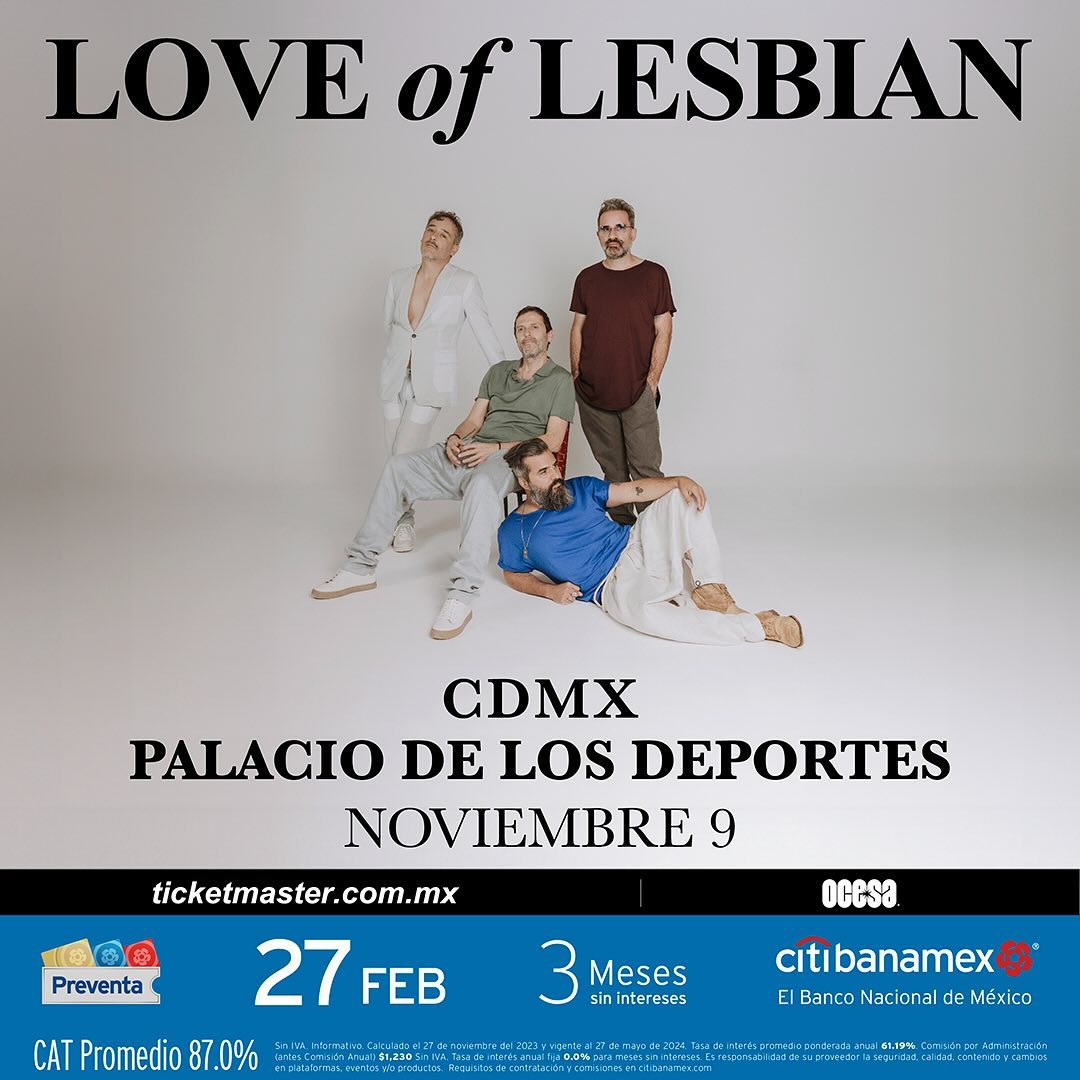 LOVE of LESBIAN
CDMX
PALACIO DE LOS DEPORTES
NOVIEMBRE 9
ticketmaster.com.mx
ocesa
Preventa
27 FEB
3 Meses
sin intereses
citibanamex
El Banco Nacional de México
CAT Promedio 87.0%
Sin IVA. Informativo. Calculado el 27 de noviembre del 2023 y vigente al 27 de mayo de 2024. Tasa de interés promedio ponderada anual 61.19%. Comisión por Administración
(antes Comisión Anual) $1,230 Sin IVA. Tasa de interés anual fija 0.0% para meses sin intereses. Es responsabilidad de su proveedor la seguridad, calidad, contenido y cambios
en plataformas, eventos y/o productos. Requisitos de contratación y comisiones en citibanamex.com